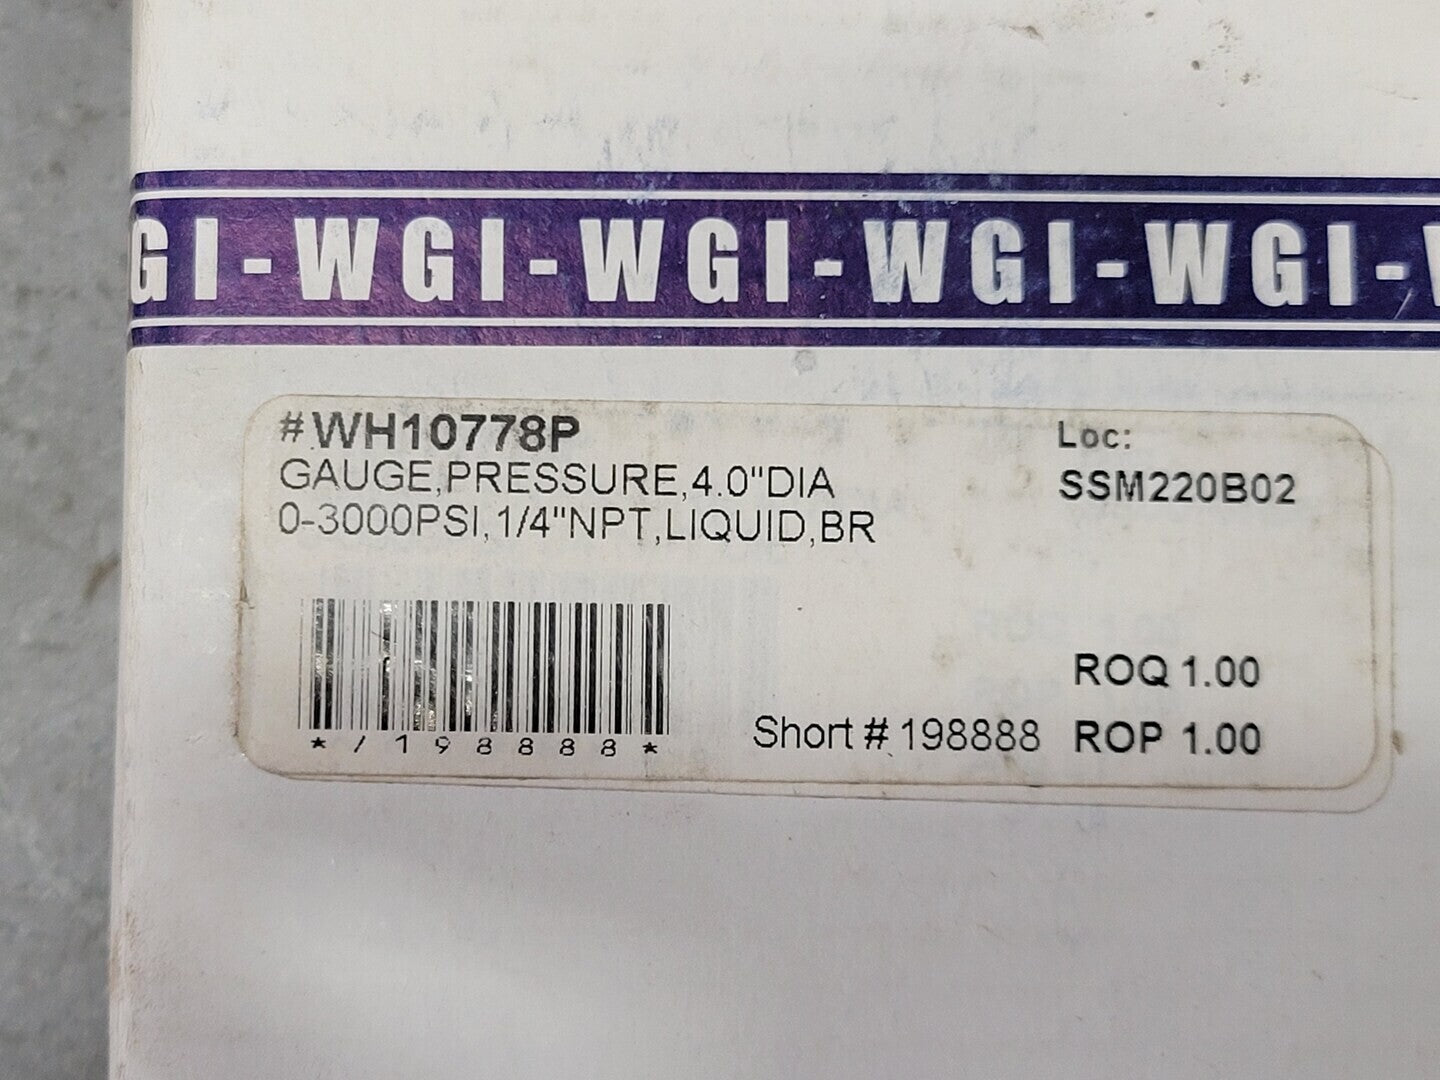 GI-WGI-WGI-WGI-WGI-
#WH10778P
GAUGE,PRESSURE,4.0"DIA
0-3000PSI,1/4"NPT,LIQUID,BR
Loc:
SSM220B02
*/198888*
Short # 198888
ROQ 1.00
ROP 1.00